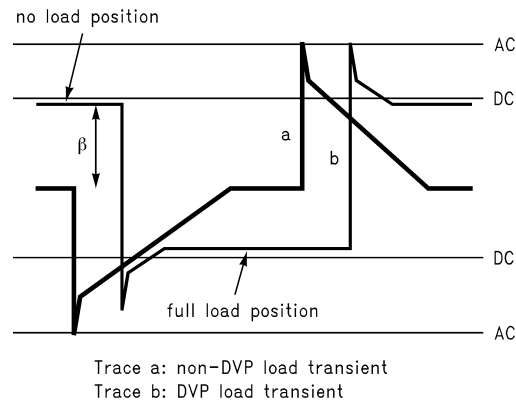 no load position
AC
DC
β
a
b
DC
full load position
AC
Trace a: non-DVP load transient
Trace b: DVP load transient